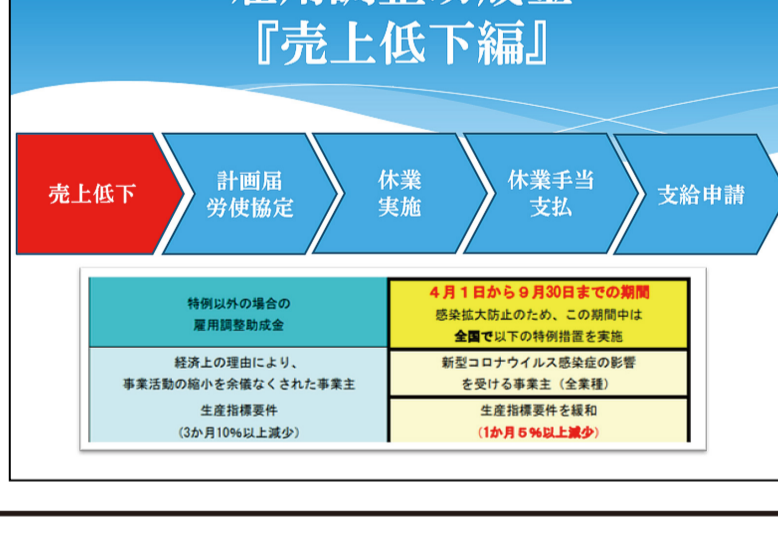 雇用調整助成金
『売上低下編』
売上低下
計画届
労使協定
休業
実施
休業手当
支払
支給申請
特例以外の場合の
雇用調整助成金
4月1日から9月30日までの期間
感染拡大防止のため、この期間中は
全国で以下の特例措置を実施
経済上の理由により、
事業活動の縮小を余儀なくされた事業主
新型コロナウイルス感染症の影響
を受ける事業主（全業種）
生産指標要件
（3か月10％以上減少）
生産指標要件を緩和
（1か月５％以上減少）